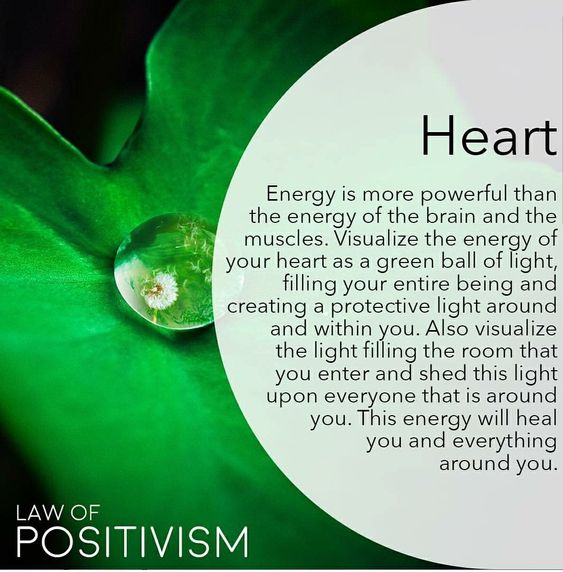 Heart
Energy is more powerful than
the energy of the brain and the
muscles. Visualize the energy of
your heart as a green ball of light,
filling your entire being and
creating a protective light around
and within you. Also visualize
the light filling the room that
you enter and shed this light
upon everyone that is around
you. This energy will heal
you and everything
around you.
LAW OF
POSITIVISM